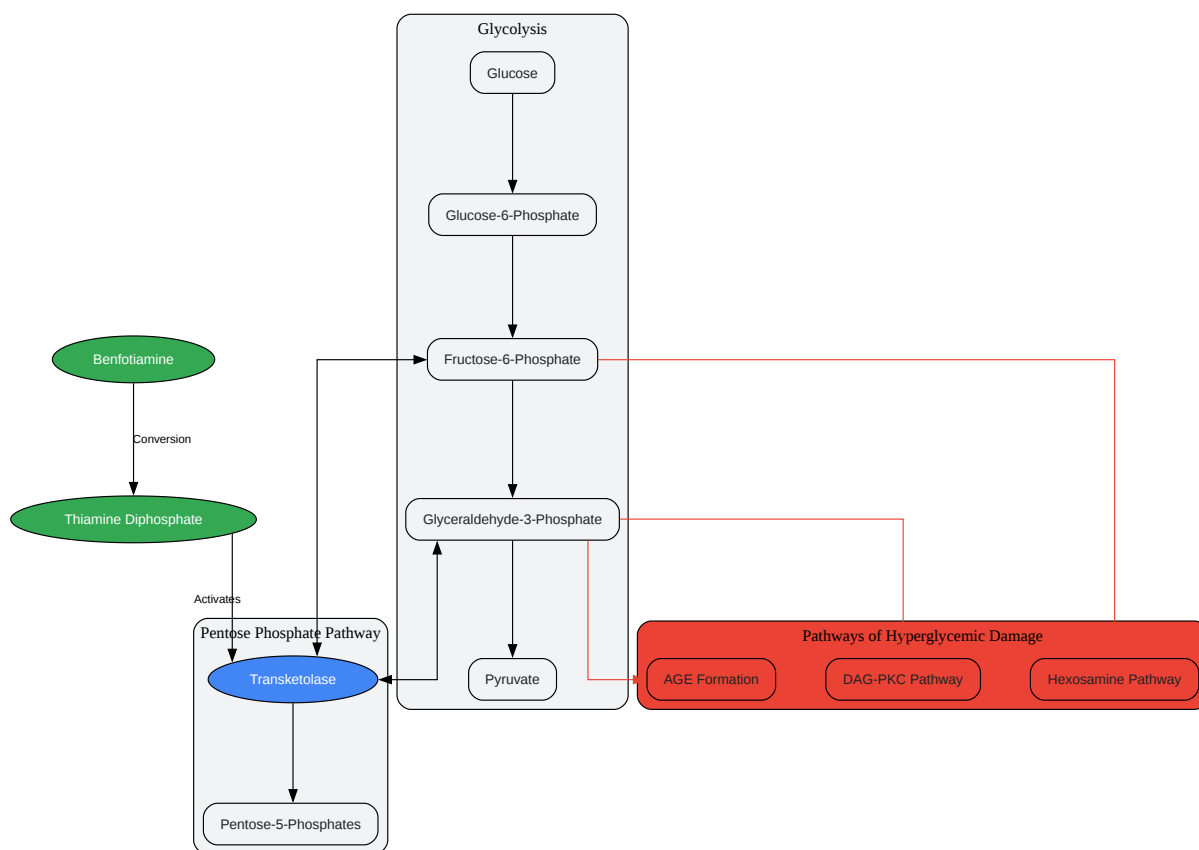 Glycolysis
Glucose
Glucose-6-Phosphate
Benfotiamine
Fructose-6-Phosphate
Conversion
Thiamine Diphosphate
Glyceraldehyde-3-Phosphate
Activates
Pentose Phosphate Pathway
Pathways of Hyperglycemic Damage
Transketolase
Pyruvate
AGE Formation
DAG-PKC Pathway
Hexosamine Pathway
Pentose-5-Phosphates